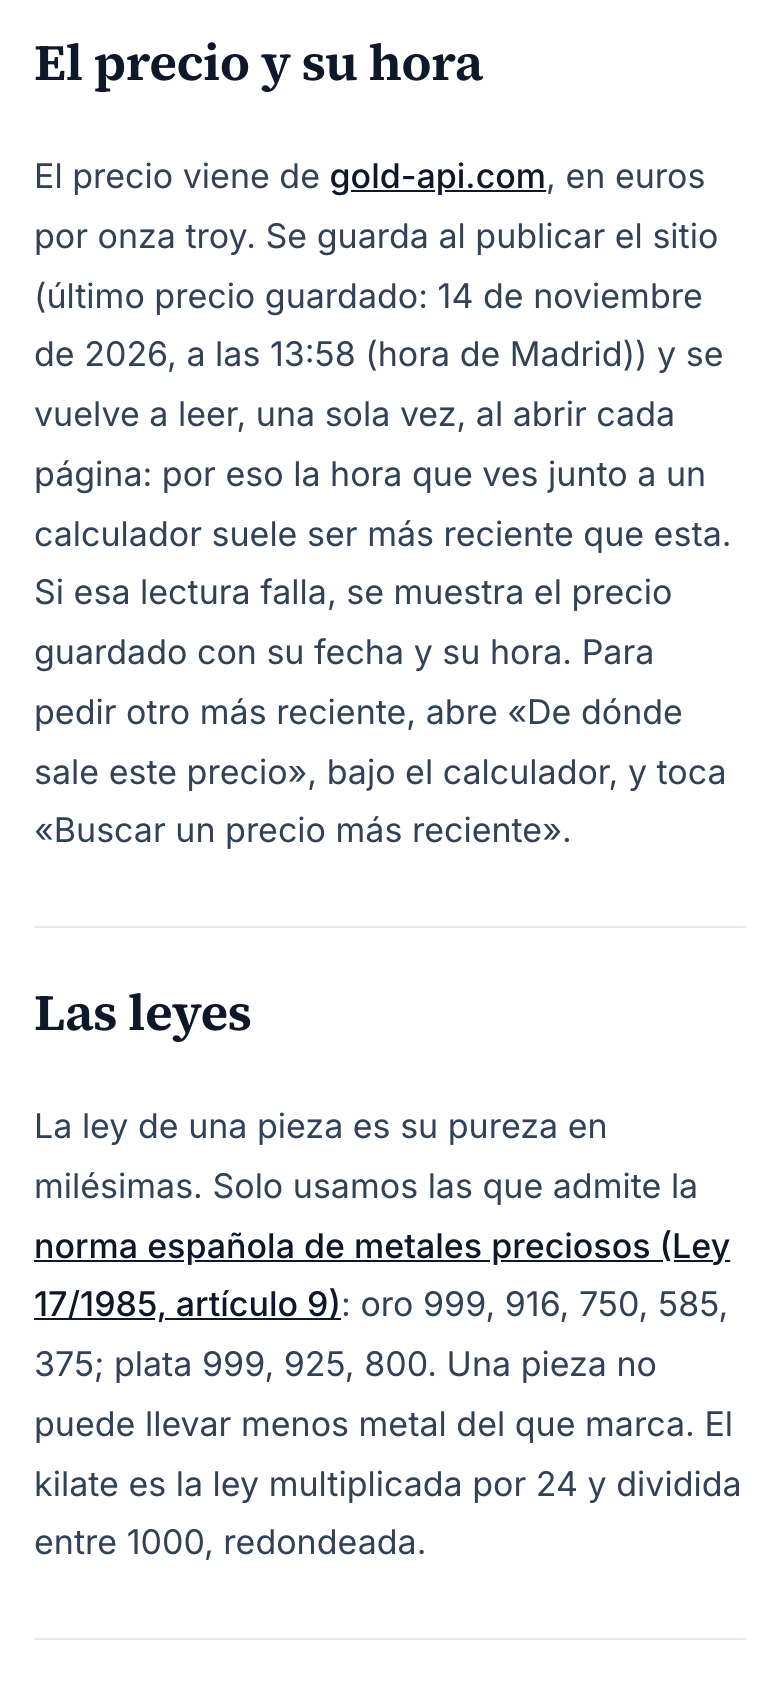 El precio y su hora
El precio viene de gold-api.com, en euros
por onza troy. Se guarda al publicar el sitio
(último precio guardado: 14 de noviembre
de 2026, a las 13:58 (hora de Madrid)) y se
vuelve a leer, una sola vez, al abrir cada
página: por eso la hora que ves junto a un
calculador suele ser más reciente que esta.
Si esa lectura falla, se muestra el precio
guardado con su fecha y su hora. Para
pedir otro más reciente, abre «De dónde
sale este precio», bajo el calculador, y toca
«Buscar un precio más reciente».
Las leyes
La ley de una pieza es su pureza en
milésimas. Solo usamos las que admite la
norma española de metales preciosos (Ley
17/1985, artículo 9): oro 999, 916, 750, 585,
375; plata 999, 925, 800. Una pieza no
puede llevar menos metal del que marca. El
kilate es la ley multiplicada por 24 y dividida
entre 1000, redondeada.